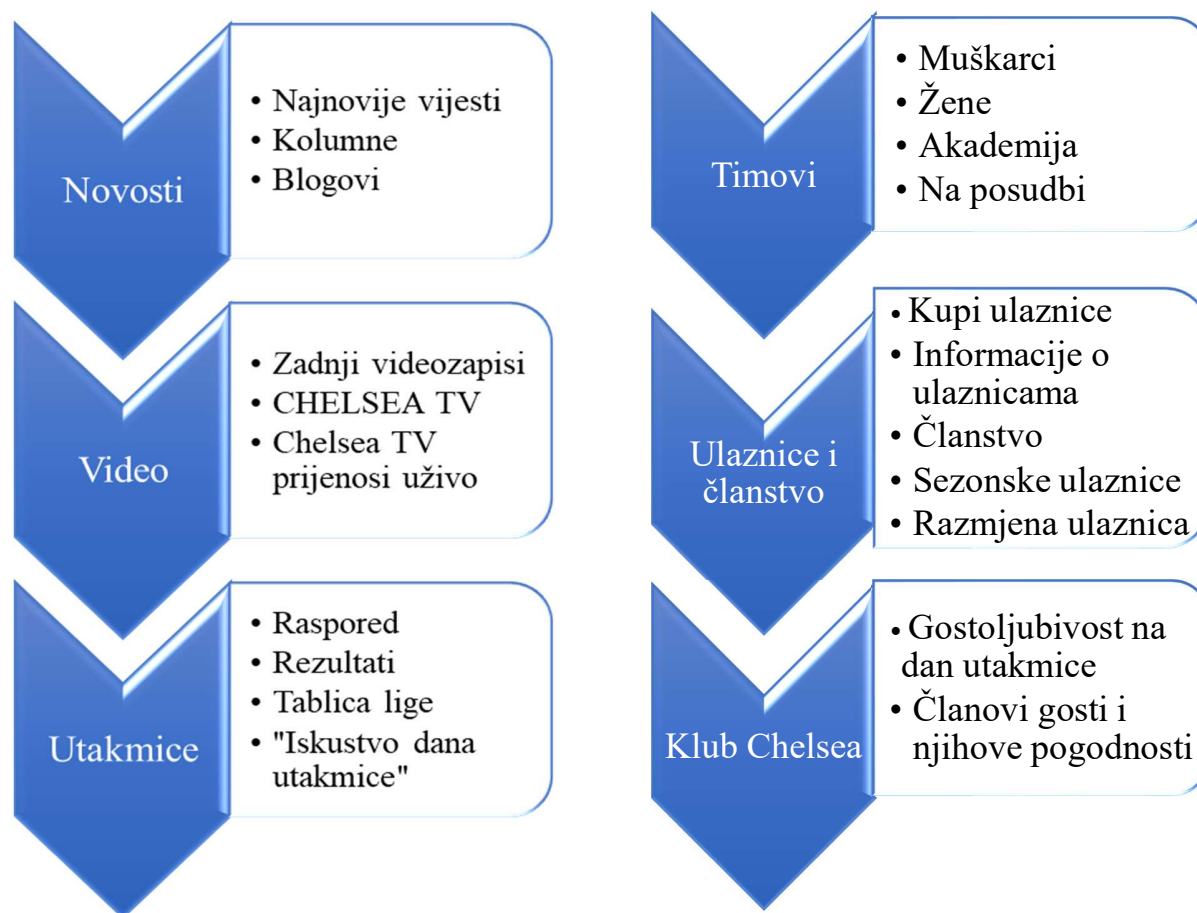 Novosti
• Najnovije vijesti
• Kolumne
• Blogovi
Video
• Zadnji videozapisi
• CHELSEA TV
• Chelsea TV
prijenosi uživo
Utakmice
• Raspored
• Rezultati
• Tablica lige
• "Iskustvo dana
utakmice"
Timovi
• Muškarci
• Žene
• Akademija
• Na posudbi
Ulaznice i
članstvo
• Kupi ulaznice
• Informacije o
ulaznicama
• Članstvo
• Sezonske ulaznice
• Razmjena ulaznica
Klub Chelsea
• Gostoljubivost na
dan utakmice
• Članovi gosti i
njihove pogodnosti